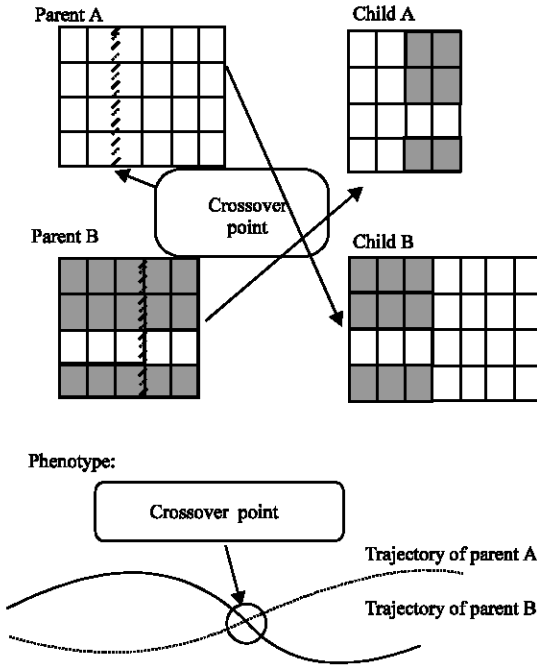 Parent A
Child A
Crossover
point
Parent B
Child B
Phenotype:
Crossover point
Trajectory of parent A
Trajectory of parent B